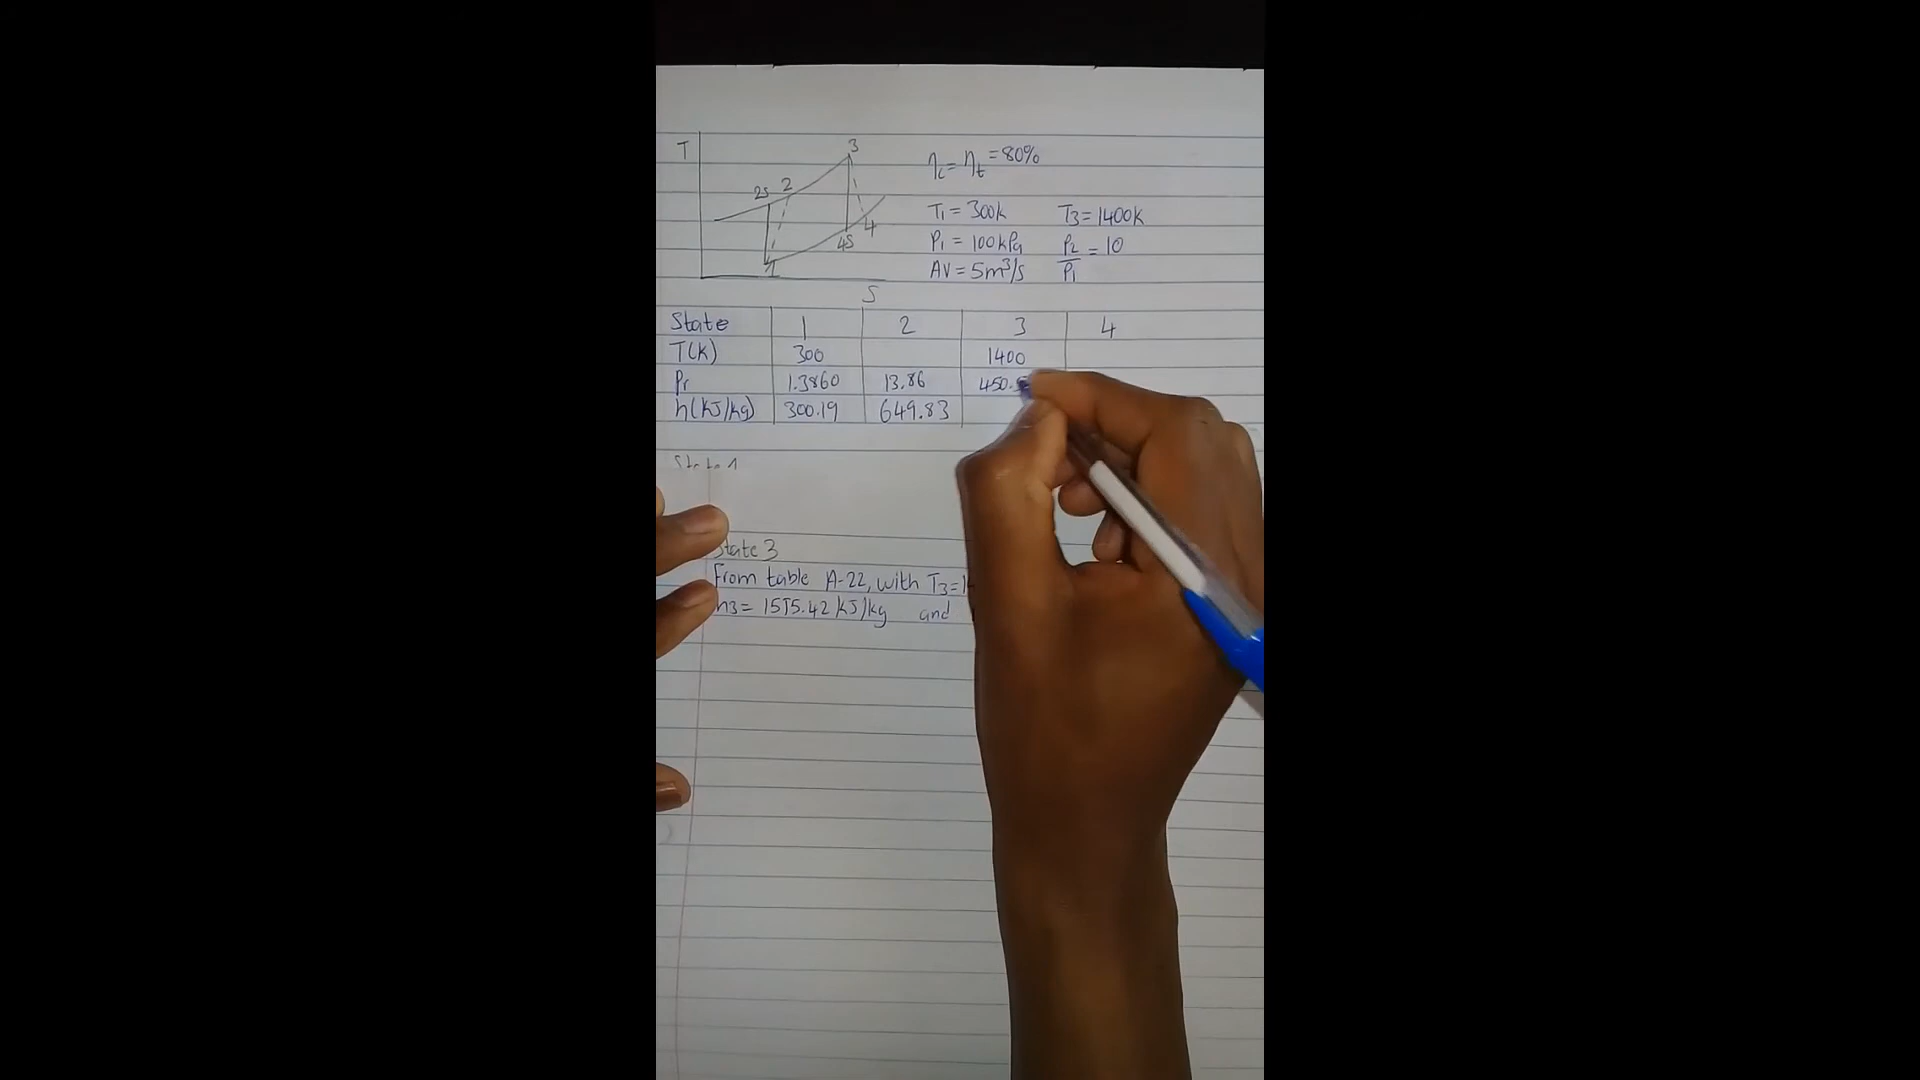 T
3
2s 2
4s 4
1
S
ηc = ηt = 80%
T1 = 300k T3 = 1400k
P1 = 100kPa P2/P1 = 10
AV = 5m³/s
State 1 2 3 4
T(K) 300 1400
Pr 1.3860 13.86 450.5
h(kJ/kg) 300.19 649.83
State 3
From table A-22, with T3=1
h3 = 1515.42 kJ/kg and